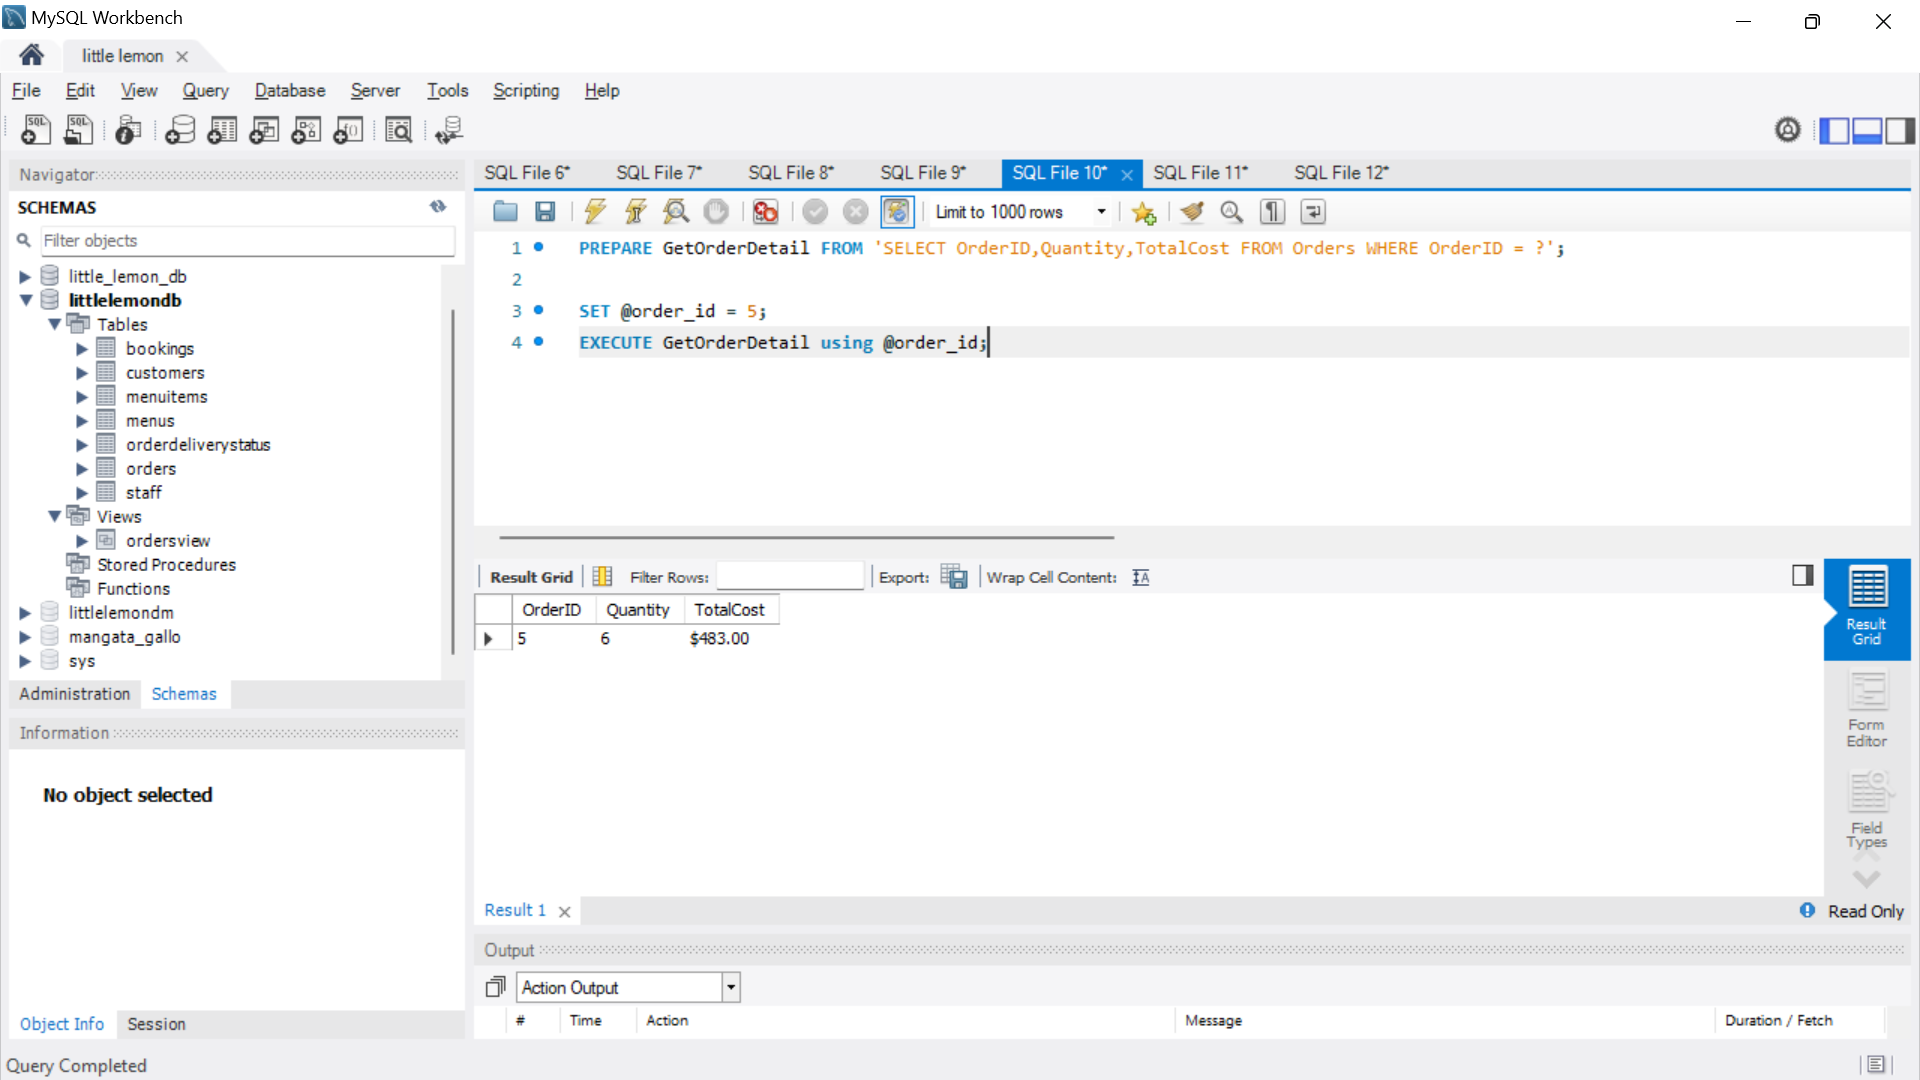 MySQL Workbench
little lemon
File Edit View Query Database Server Tools Scripting Help
SQL SQL
Navigator
SCHEMAS
Filter objects
little_lemon_db
littlelemondb
Tables
bookings
customers
menuitems
menus
orderdeliverystatus
orders
staff
Views
ordersview
Stored Procedures
Functions
littlelemondm
mangata_gallo
sys
Administration Schemas
Information
No object selected
Object Info Session
SQL File 6* SQL File 7* SQL File 8* SQL File 9* SQL File 10* SQL File 11* SQL File 12*
Limit to 1000 rows
1 PREPARE GetOrderDetail FROM 'SELECT OrderID,Quantity,TotalCost FROM Orders WHERE OrderID = ?';
2
3 SET @order_id = 5;
4 EXECUTE GetOrderDetail using @order_id;
Result Grid Filter Rows: Export: Wrap Cell Content:
OrderID Quantity TotalCost
5 6 $483.00
Result
Grid
Form
Editor
Field
Types
Result 1
Read Only
Output
Action Output
# Time Action Message Duration / Fetch
Query Completed